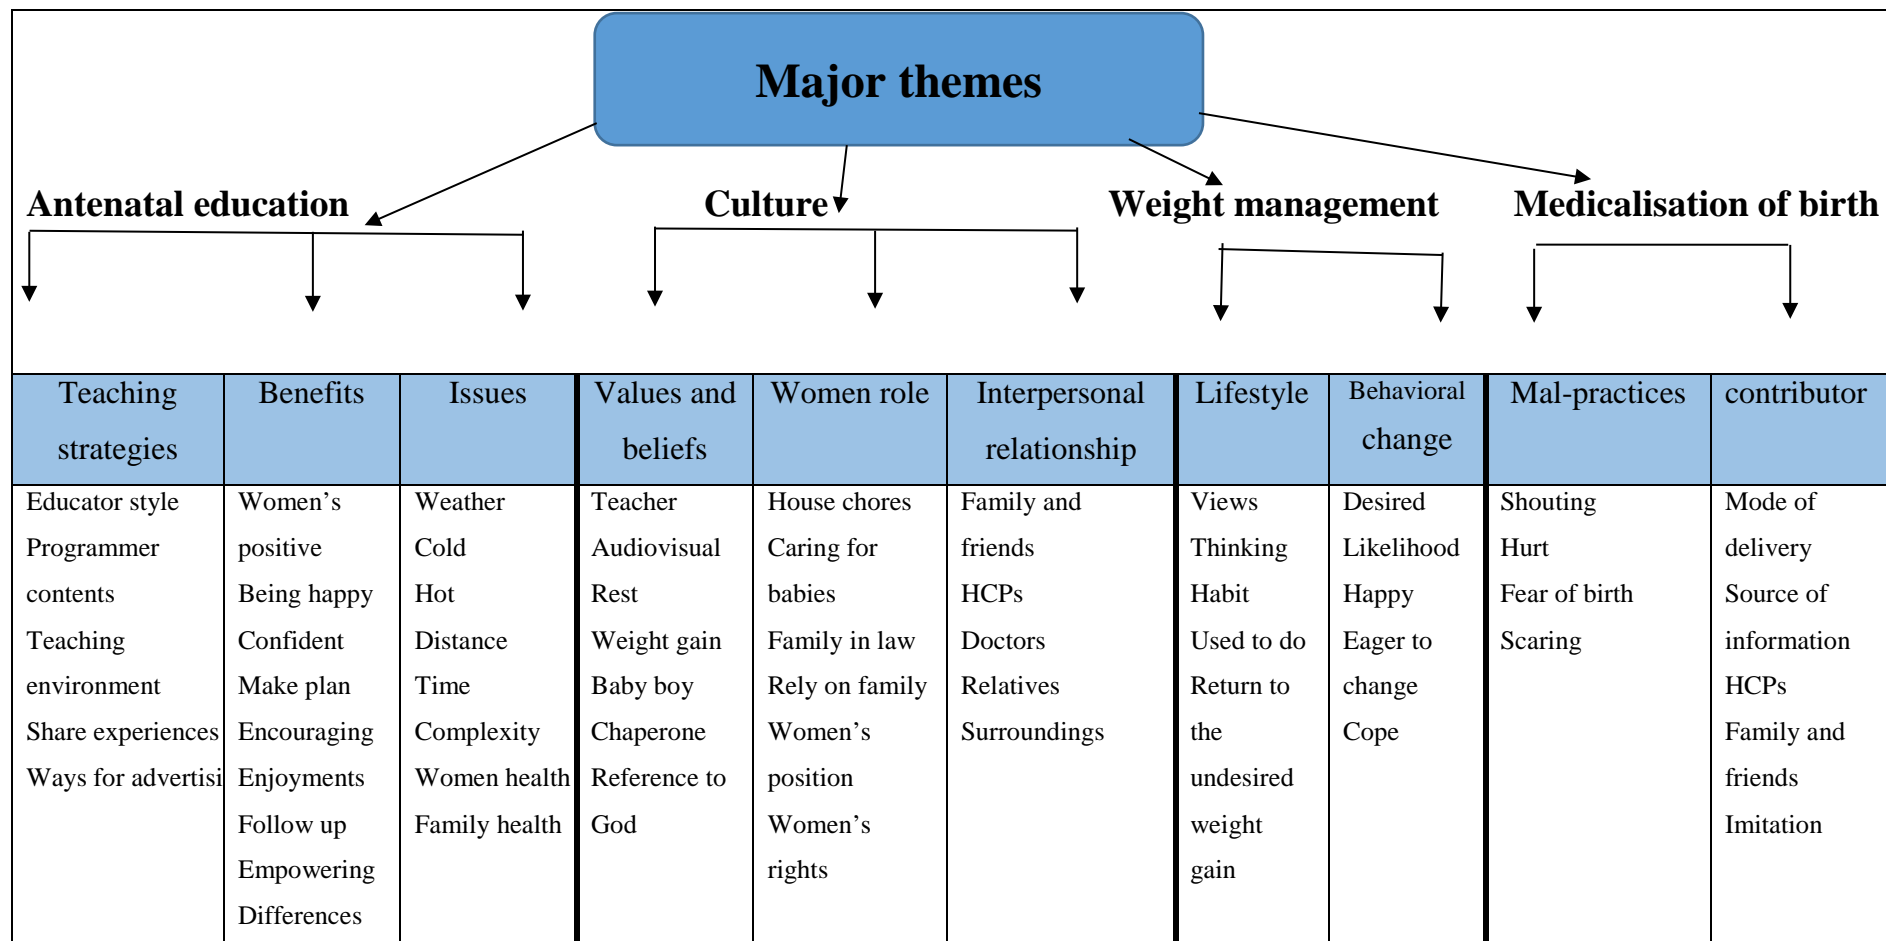 Major themes
Antenatal education
Culture
Weight management
Medicalisation of birth
Teaching
strategies
Benefits
Issues
Values and
beliefs
Women role
Interpersonal
relationship
Lifestyle
Behavioral
change
Mal-practices
contributor
Educator style
Programmer
contents
Teaching
environment
Share experiences
Ways for advertisi
Women’s
positive
Being happy
Confident
Make plan
Encouraging
Enjoyments
Follow up
Empowering
Differences
Weather
Cold
Hot
Distance
Time
Complexity
Women health
Family health
Teacher
Audiovisual
Rest
Weight gain
Baby boy
Chaperone
Reference to
God
House chores
Caring for
babies
Family in law
Rely on family
Women’s
position
Women’s
rights
Family and
friends
HCPs
Doctors
Relatives
Surroundings
Views
Thinking
Habit
Used to do
Return to
the
undesired
weight
gain
Desired
Likelihood
Happy
Eager to
change
Cope
Shouting
Hurt
Fear of birth
Scaring
Mode of
delivery
Source of
information
HCPs
Family and
friends
Imitation